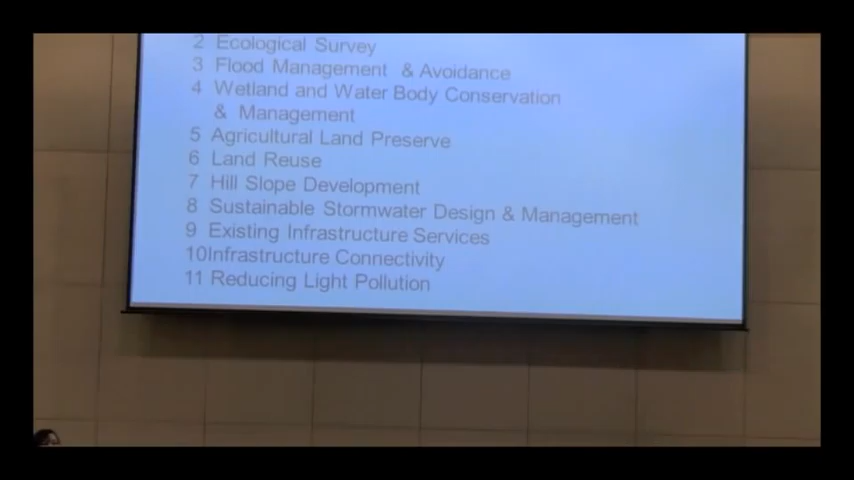 2 Ecological Survey
3 Flood Management & Avoidance
4 Wetland and Water Body Conservation
& Management
5 Agricultural Land Preserve
6 Land Reuse
7 Hill Slope Development
8 Sustainable Stormwater Design & Management
9 Existing Infrastructure Services
10Infrastructure Connectivity
11 Reducing Light Pollution